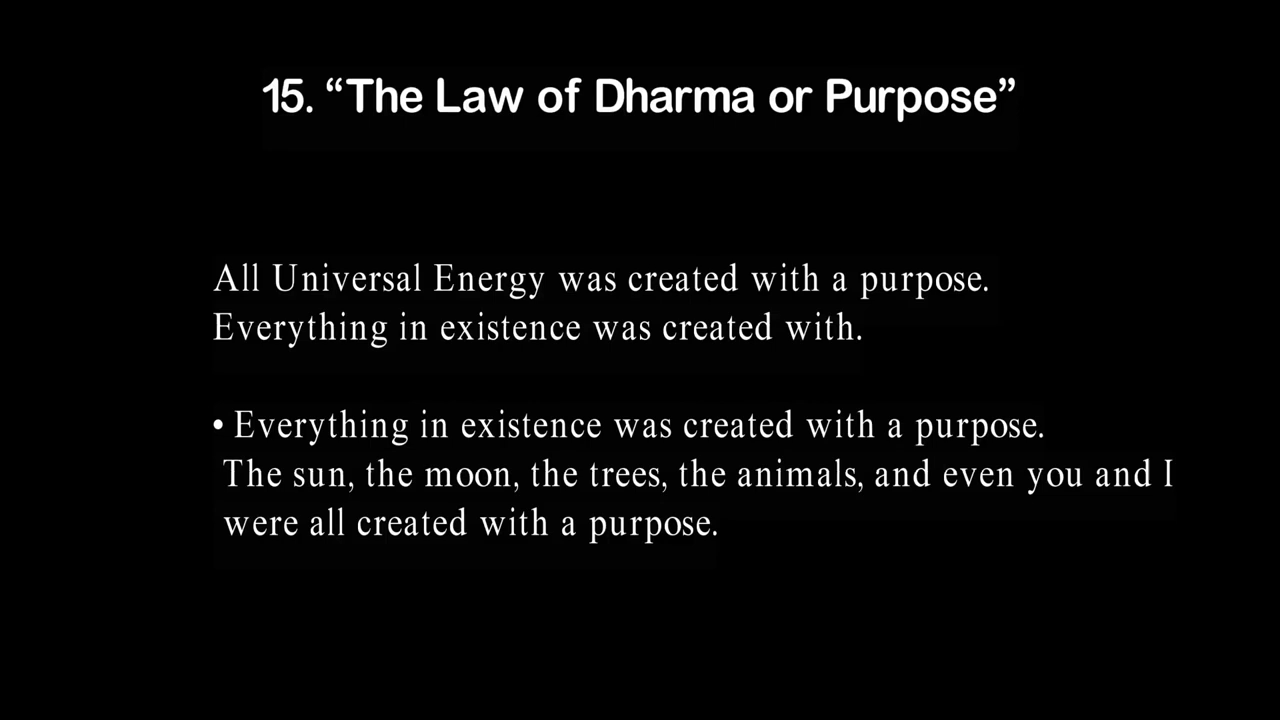 15. “The Law of Dharma or Purpose”
All Universal Energy was created with a purpose.
Everything in existence was created with.
• Everything in existence was created with a purpose.
The sun, the moon, the trees, the animals, and even you and I
were all created with a purpose.